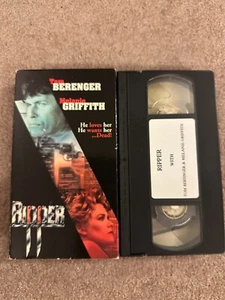 Tom
BERENGER
Melanie
GRIFFITH
He loves her
He wants her
...Dead!
RIPPER
RIPPER
WITH
TOM BERENGER & MELANIE GRIFFITH